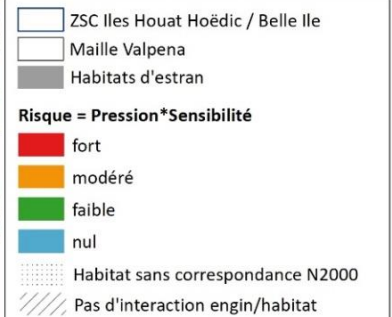 ZSC Iles Houat Hoëdic / Belle Ile
Maille Valpena
Habitats d'estran
Risque = Pression*Sensibilité
fort
modéré
faible
nul
Habitat sans correspondance N2000
Pas d'interaction engin/habitat